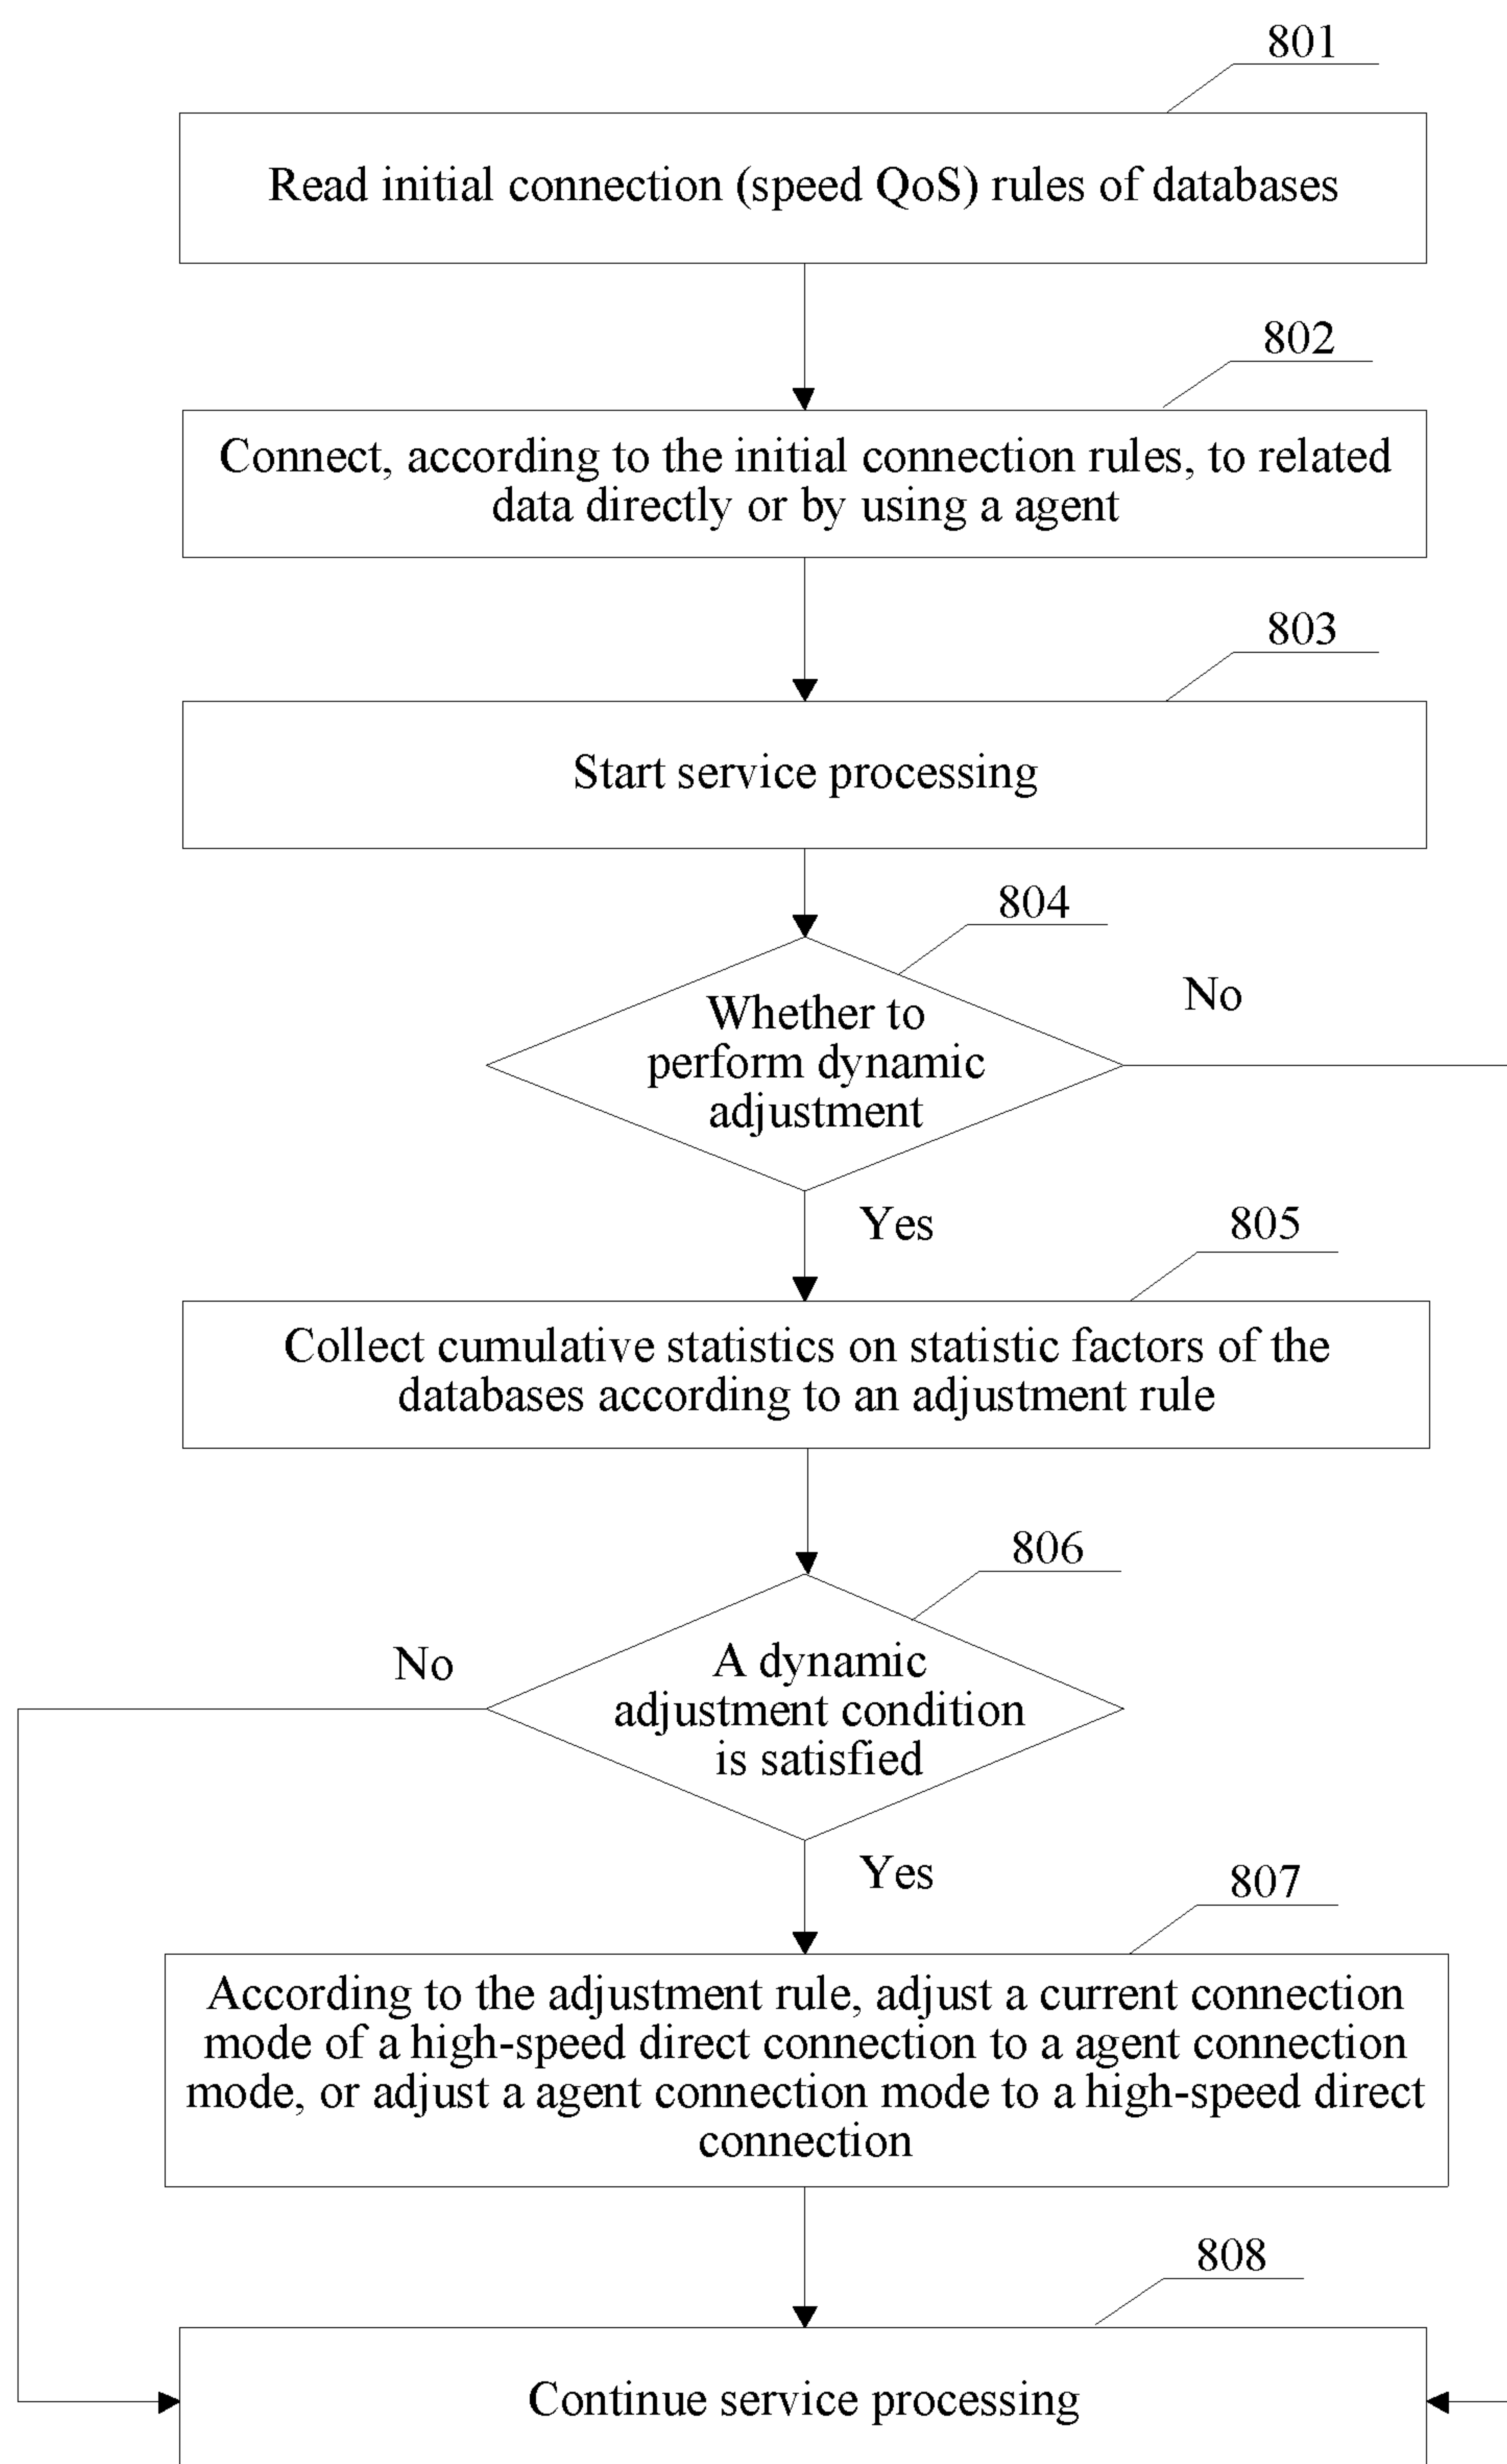 801
Read initial connection (speed QoS) rules of databases
802
Connect, according to the initial connection rules, to related
data directly or by using a agent
803
Start service processing
804
Whether to
perform dynamic
adjustment
No
Yes
805
Collect cumulative statistics on statistic factors of the
databases according to an adjustment rule
806
A dynamic
adjustment condition
is satisfied
No
Yes
807
According to the adjustment rule, adjust a current connection
mode of a high-speed direct connection to a agent connection
mode, or adjust a agent connection mode to a high-speed direct
connection
808
Continue service processing